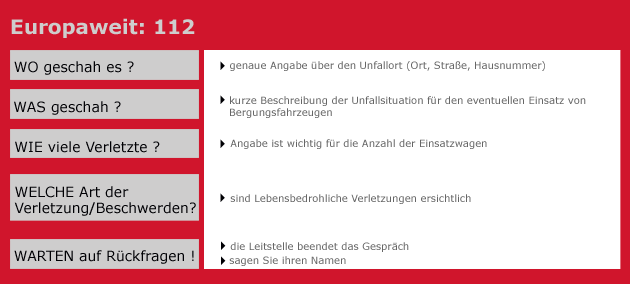 Europaweit: 112
WO geschah es ?
genaue Angabe über den Unfallort (Ort, Straße, Hausnummer)
WAS geschah ?
kurze Beschreibung der Unfallsituation für den eventuellen Einsatz von
Bergungsfahrzeugen
WIE viele Verletzte ?
Angabe ist wichtig für die Anzahl der Einsatzwagen
WELCHE Art der
Verletzung/Beschwerden?
sind Lebensbedrohliche Verletzungen ersichtlich
WARTEN auf Rückfragen !
die Leitstelle beendet das Gespräch
sagen Sie ihren Namen